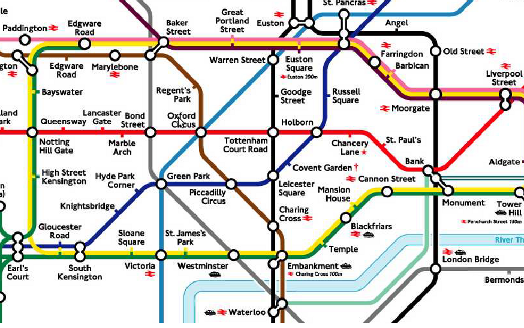 St. Pancras
Euston
Great
Portland
Street
Baker
Street
Edgware
Road
Paddington
Angel
Old Street
Farringdon
Barbican
Liverpool
Street
Warren Street
Euston
Square
Euston 200m
Edgware
Road
Marylebone
Bayswater
Regent's
Park
Goodge
Street
Russell
Square
Moorgate
Queensway
Lancaster
Gate
Bond
Street
Oxford
Circus
Holborn
Notting
Hill Gate
Marble
Arch
Tottenham
Court Road
Chancery
Lane
St. Paul's
Bank
Aldgate
High Street
Kensington
Hyde Park
Corner
Green Park
Piccadilly
Circus
Covent Garden
Leicester
Square
Cannon Street
Mansion
House
Monument
Tower
Hill
Fenchurch Street 150m
Knightsbridge
Charing
Cross
Blackfriars
Gloucester
Road
Sloane
Square
St. James's
Park
Temple
River Th
Earl's
Court
South
Kensington
Victoria
Westminster
Embankment
Charing Cross 100m
London Bridge
Bermonds
Waterloo